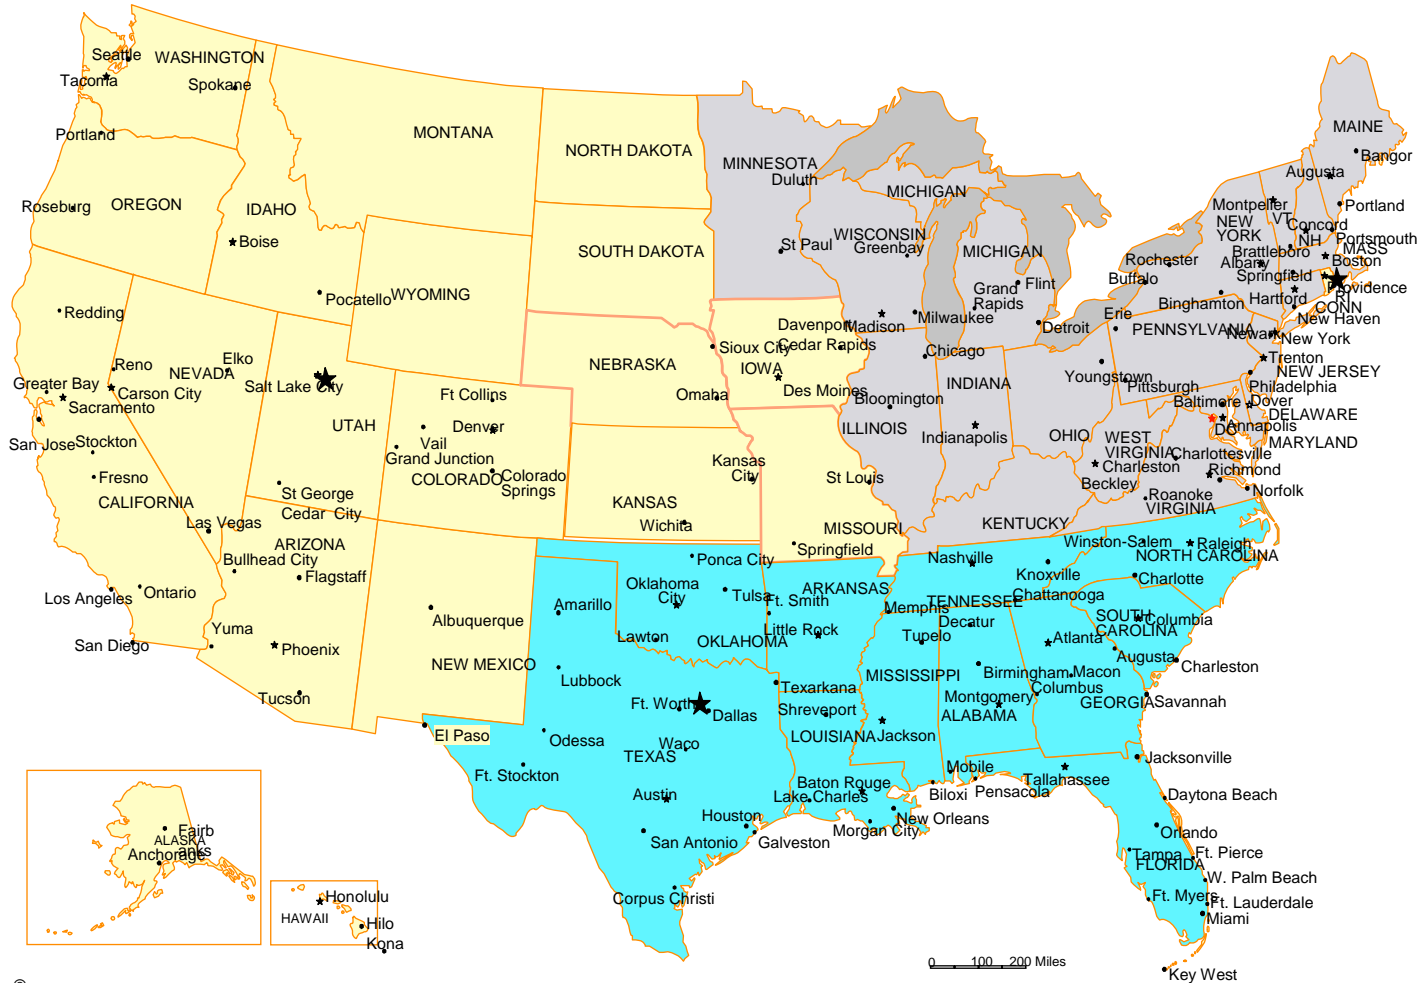 Seattle
WASHINGTON
Tacoma
Spokane
Portland
MONTANA
NORTH DAKOTA
MINNESOTA
Duluth
MICHIGAN
MAINE
Bangor
Augusta
Roseburg
OREGON
IDAHO
Boise
SOUTH DAKOTA
St Paul
WISCONSIN
Greenbay
MICHIGAN
Montpelier
VT
Portland
NEW
YORK
Concord
NH
Portsmouth
MASS
Brattleboro
Boston
Rochester
Albany
Springfield
Buffalo
Providence
RI
Hartford
CONN
New Haven
Binghamton
Flint
Grand
Rapids
Pocatello
WYOMING
Redding
Davenport
Madison
Milwaukee
Detroit
Erie
PENNSYLVANIA
Newark
New York
Sioux City
Cedar Rapids
IOWA
Chicago
Trenton
NEW JERSEY
Reno
Elko
NEVADA
NEBRASKA
Greater Bay
Carson City
Salt Lake City
Sacramento
Ft Collins
Omaha
Des Moines
Bloomington
INDIANA
Youngstown
Pittsburgh
Philadelphia
Baltimore
Dover
DELAWARE
DC
Annapolis
MARYLAND
San Jose
Stockton
UTAH
Denver
Vail
Grand Junction
COLORADO
Colorado
Springs
Kansas
City
ILLINOIS
Indianapolis
OHIO
WEST
VIRGINIA
Charlottesville
Charleston
Richmond
Beckley
Norfolk
Roanoke
VIRGINIA
Fresno
CALIFORNIA
St George
Cedar City
KANSAS
Wichita
St Louis
MISSOURI
KENTUCKY
Las Vegas
ARIZONA
Bullhead City
Flagstaff
Springfield
Winston-Salem
Raleigh
NORTH CAROLINA
Ponca City
Nashville
Knoxville
Charlotte
Los Angeles
Ontario
Albuquerque
Amarillo
Oklahoma
City
Tulsa
ARKANSAS
Ft. Smith
Memphis
TENNESSEE
Chattanooga
SOUTH
CAROLINA
Columbia
San Diego
Yuma
Phoenix
NEW MEXICO
Lawton
OKLAHOMA
Little Rock
Tupelo
Decatur
Atlanta
Augusta
Charleston
Tucson
Lubbock
Texarkana
MISSISSIPPI
Birmingham
Macon
Columbus
Ft. Worth
Dallas
Shreveport
Montgomery
ALABAMA
GEORGIA
Savannah
El Paso
Odessa
Waco
TEXAS
LOUISIANA
Jackson
Jacksonville
Ft. Stockton
Austin
Baton Rouge
Lake Charles
Mobile
Biloxi
Pensacola
Tallahassee
Daytona Beach
Houston
New Orleans
Morgan City
Orlando
San Antonio
Galveston
Tampa
FLORIDA
Ft. Pierce
Fairb
anks
ALASKA
Anchorage
W. Palm Beach
Corpus Christi
Ft. Myers
Ft. Lauderdale
Miami
Honolulu
HAWAII
Hilo
Kona
0 100 200 Miles
Key West
©